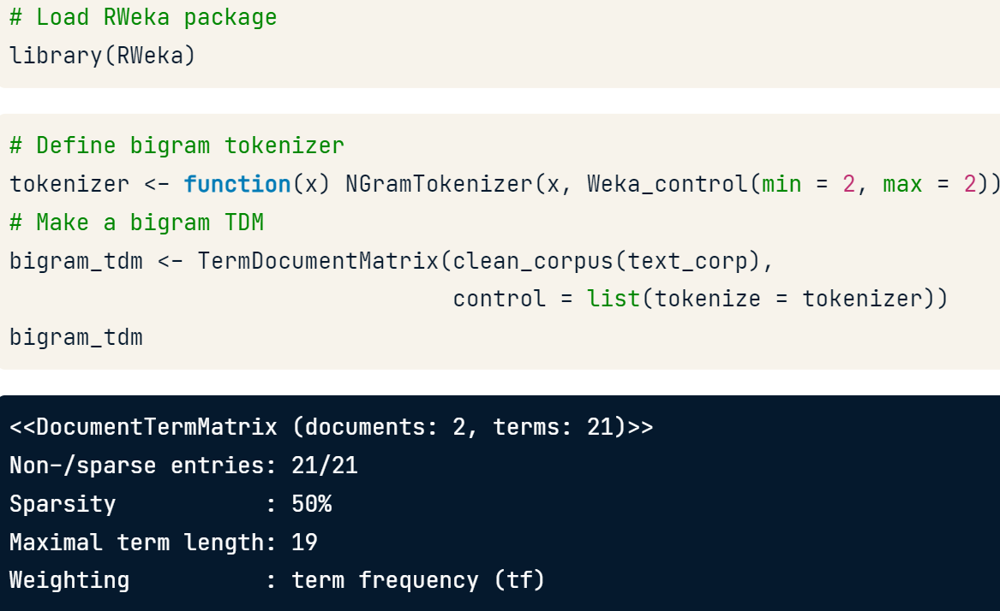 # Load RWeka package
library(RWeka)
# Define bigram tokenizer
tokenizer <- function(x) NGramTokenizer(x, Weka_control(min = 2, max = 2))
# Make a bigram TDM
bigram_tdm <- TermDocumentMatrix(clean_corpus(text_corp),
                                 control = list(tokenize = tokenizer))
bigram_tdm
<<DocumentTermMatrix (documents: 2, terms: 21)>>
Non-/sparse entries: 21/21
Sparsity           : 50%
Maximal term length: 19
Weighting          : term frequency (tf)